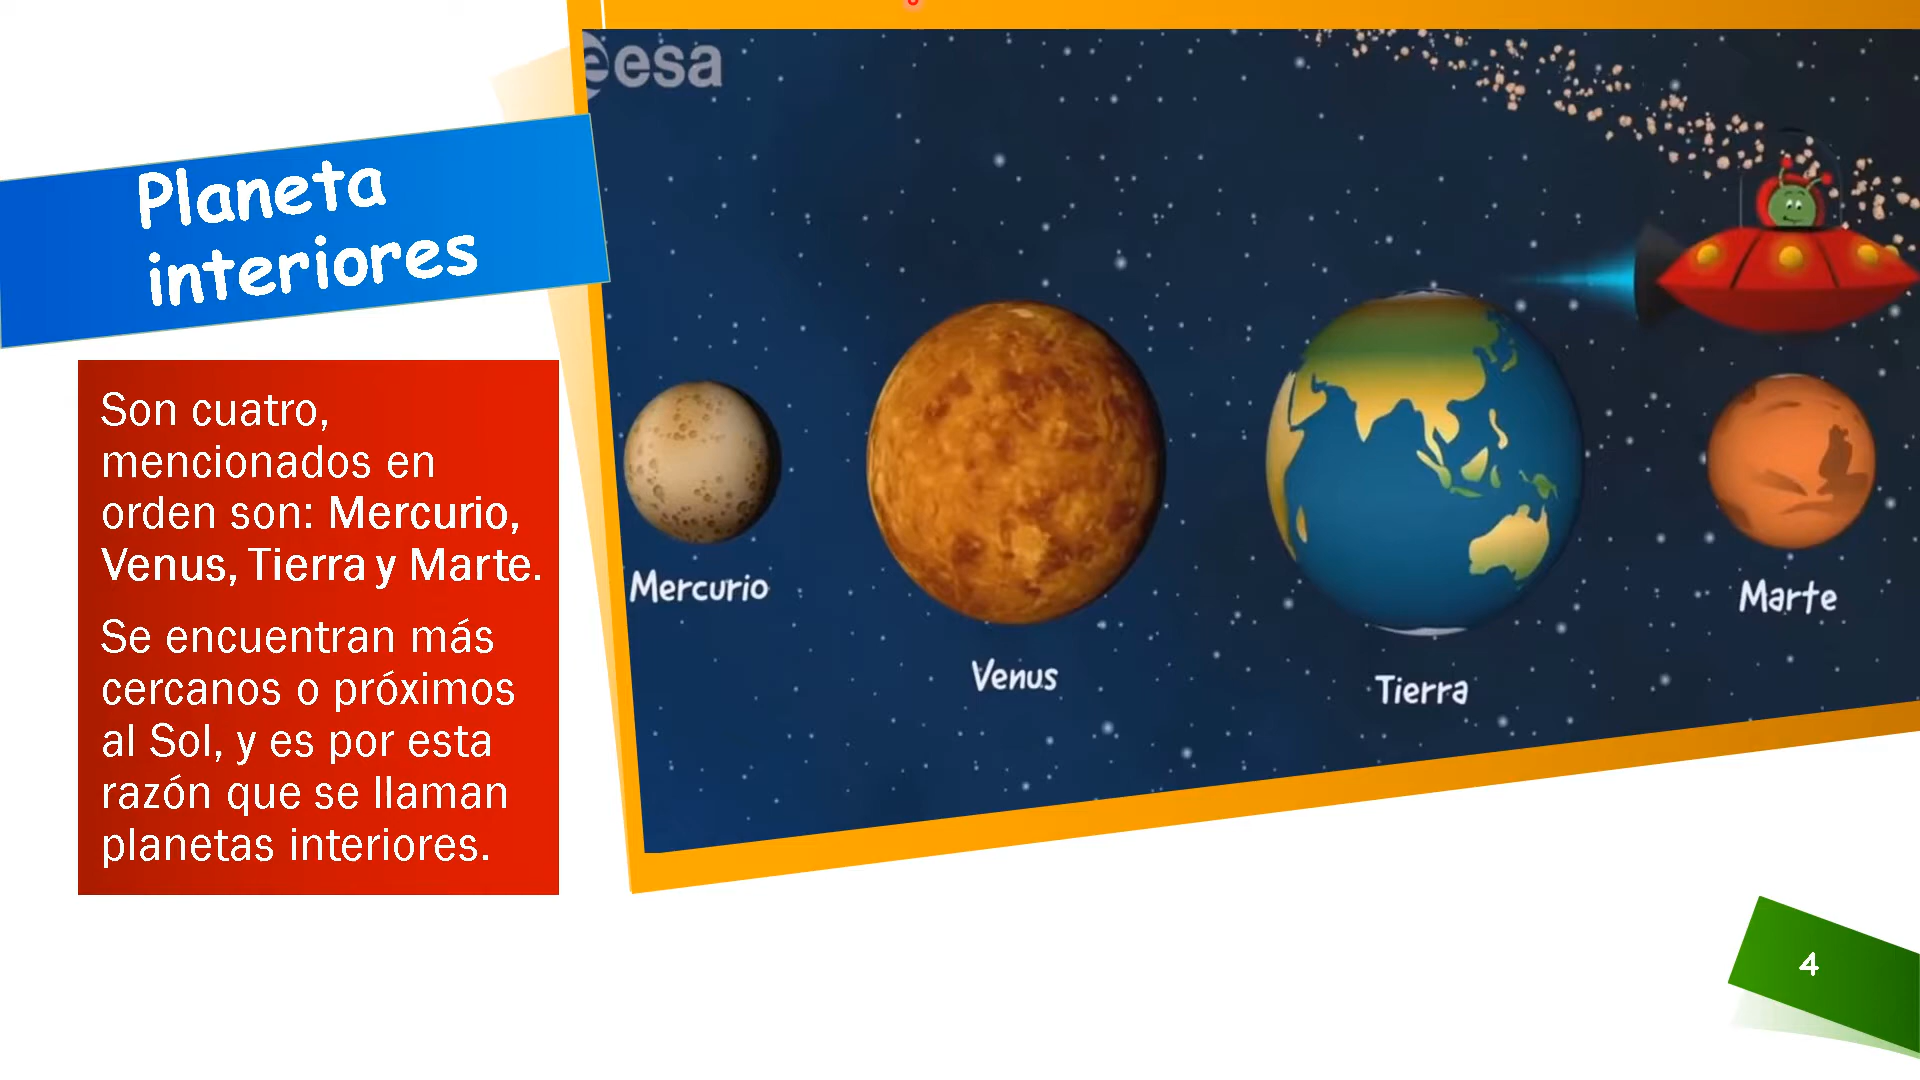 esa
Planeta
interiores
Son cuatro,
mencionados en
orden son: Mercurio,
Venus, Tierra y Marte.
Se encuentran más
cercanos o próximos
al Sol, y es por esta
razón que se llaman
planetas interiores.
Mercurio
Venus
Tierra
Marte
4